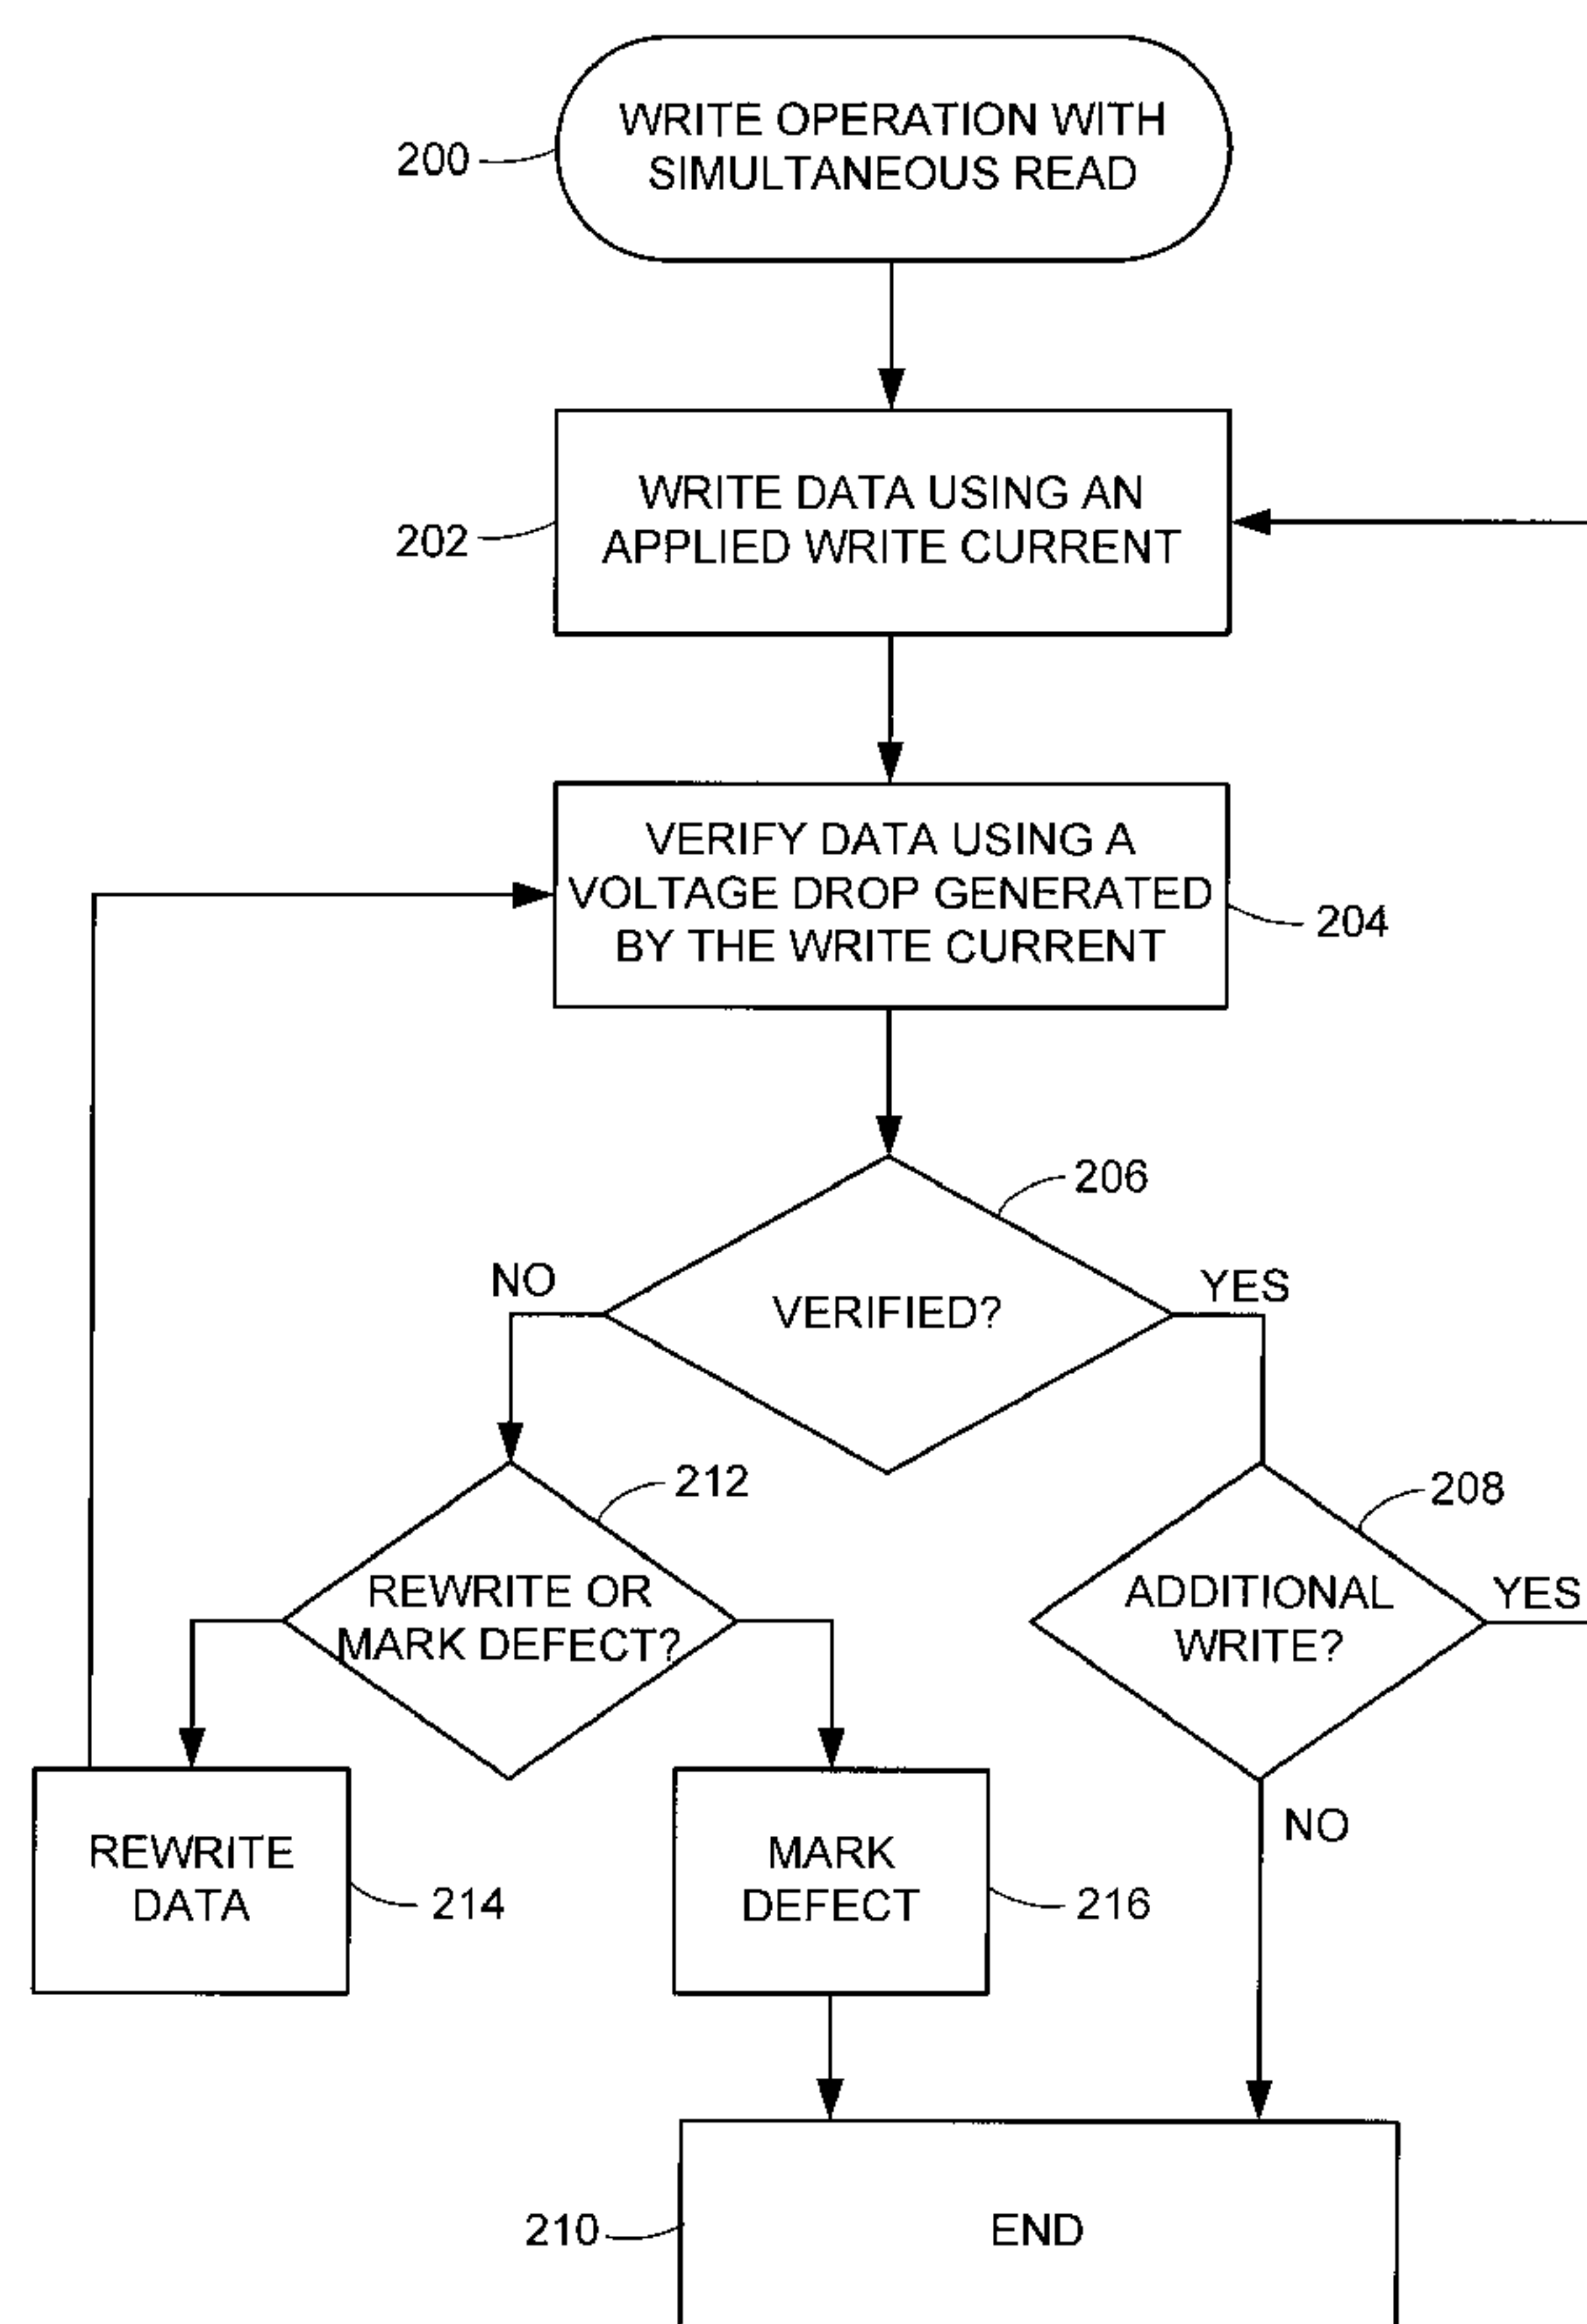 WRITE OPERATION WITH
SIMULTANEOUS READ
200
WRITE DATA USING AN
APPLIED WRITE CURRENT
202
VERIFY DATA USING A
VOLTAGE DROP GENERATED
BY THE WRITE CURRENT
204
206
NO
VERIFIED?
YES
212
208
REWRITE OR
MARK DEFECT?
ADDITIONAL
WRITE?
YES
NO
REWRITE
DATA
214
MARK
DEFECT
216
210
END